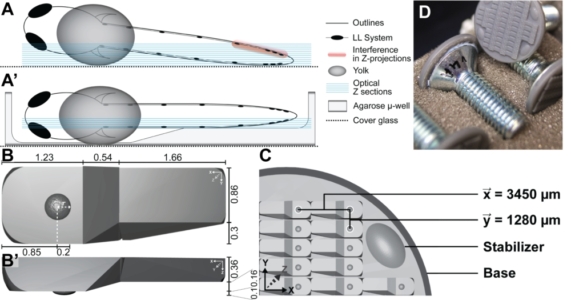 A
A'
Outlines
LL System
Interference
in Z-projections
Yolk
Optical
Z sections
Agarose µ-well
Cover glass
D
B
1.23
0.54
1.66
0.86
0.3
0.85
0.2
B'
0.36
0.16
0.1
C
x = 3450 µm
y = 1280 µm
Stabilizer
Base
Y
Z
X